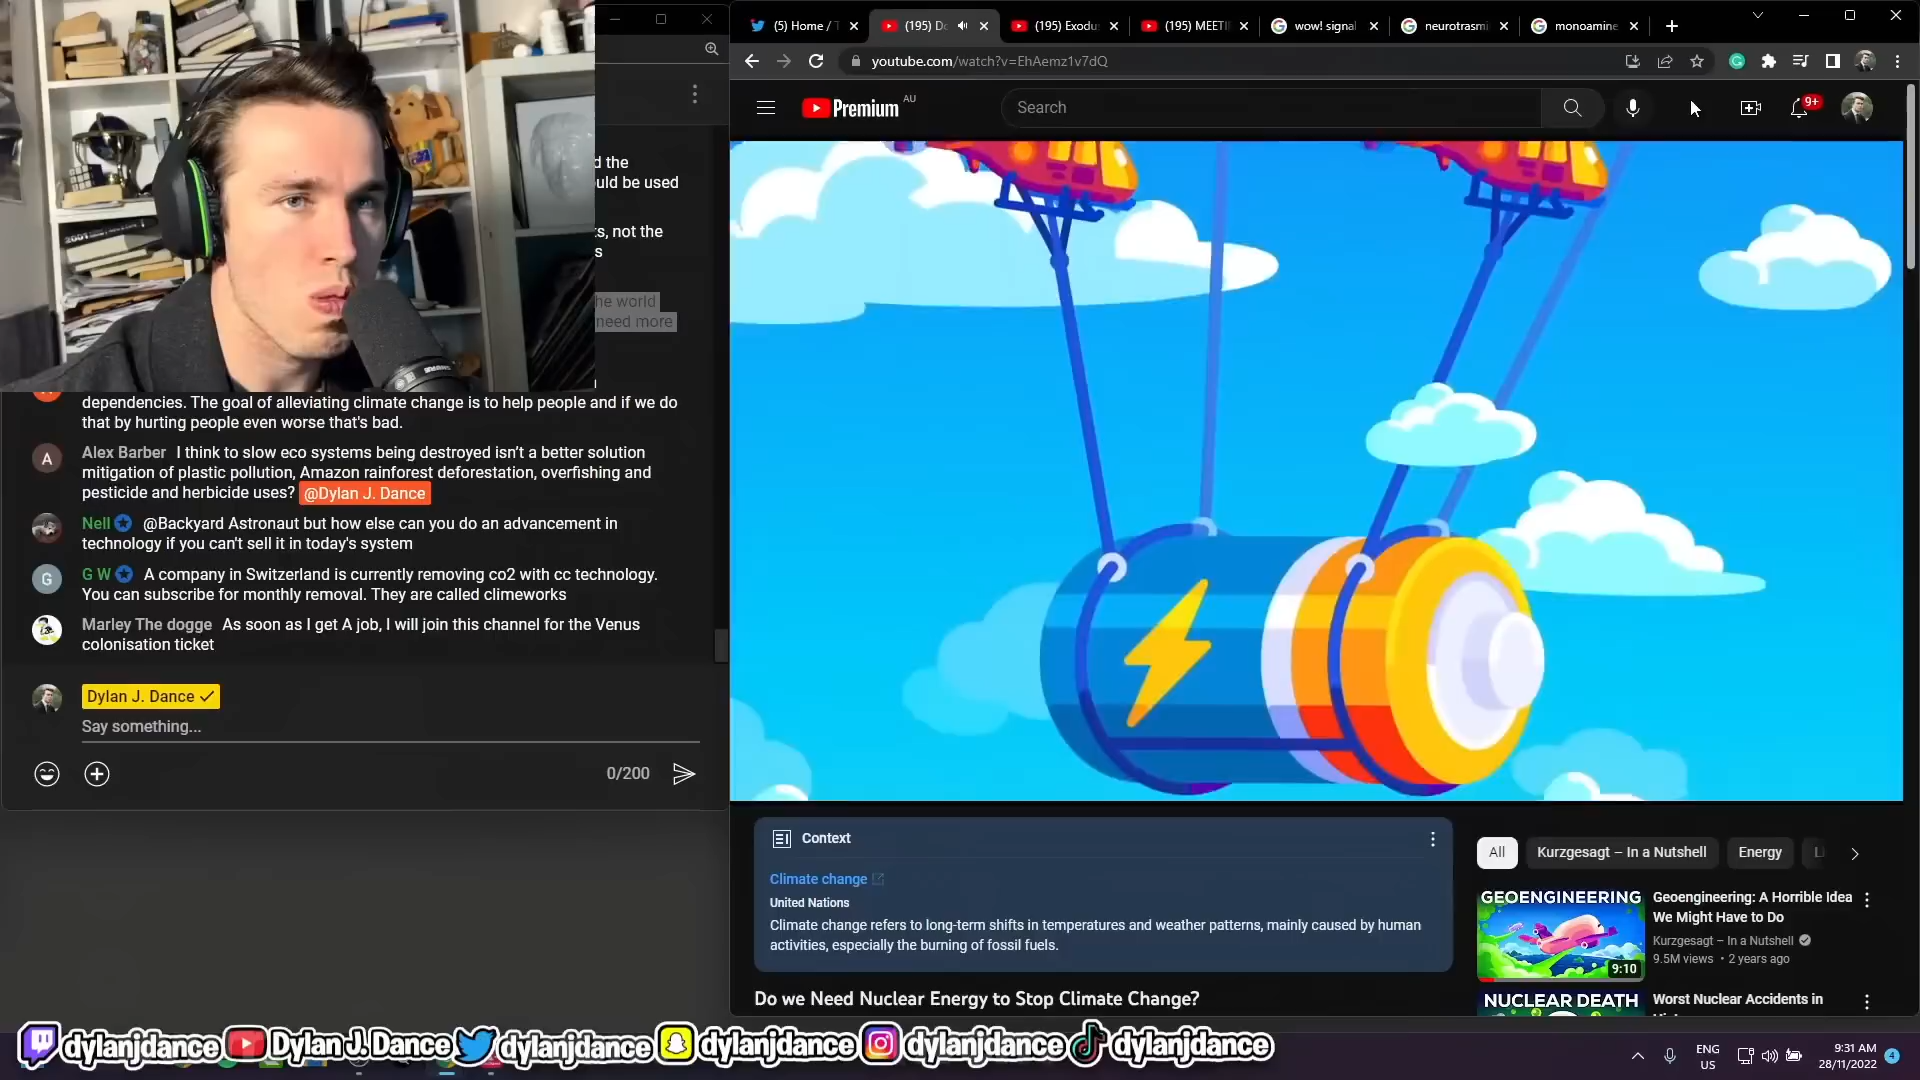 (5) Home / T
(195) Do
(195) Exodu
(195) MEETI
wow! signal
neurotrasmi
monoamine
youtube.com/watch?v=EhAemz1v7dQ
Premium
AU
Search
9+
2001
d the
ould be used
ts, not the
s
he world
need more
dependencies. The goal of alleviating climate change is to help people and if we do
that by hurting people even worse that's bad.
A
Alex Barber I think to slow eco systems being destroyed isn't a better solution
mitigation of plastic pollution, Amazon rainforest deforestation, overfishing and
pesticide and herbicide uses? @Dylan J. Dance
Nell @Backyard Astronaut but how else can you do an advancement in
technology if you can't sell it in today's system
G
G W A company in Switzerland is currently removing co2 with cc technology.
You can subscribe for monthly removal. They are called climeworks
Marley The dogge As soon as I get A job, I will join this channel for the Venus
colonisation ticket
Dylan J. Dance
Say something...
0/200
Context
Climate change
United Nations
Climate change refers to long-term shifts in temperatures and weather patterns, mainly caused by human
activities, especially the burning of fossil fuels.
Do we Need Nuclear Energy to Stop Climate Change?
All
Kurzgesagt – In a Nutshell
Energy
GEOENGINEERING
9:10
Geoengineering: A Horrible Idea
We Might Have to Do
Kurzgesagt – In a Nutshell
9.5M views • 2 years ago
NUCLEAR DEATH
Worst Nuclear Accidents in
dylanjdance
Dylan J. Dance
dylanjdance
dylanjdance
dylanjdance
dylanjdance
ENG
US
9:31 AM
28/11/2022
4